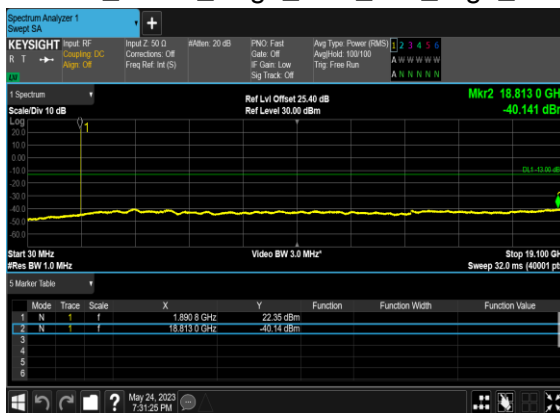 Spectrum Analyzer 1
Swept SA
KEYSIGHT
R T
LXI
Input: RF
Coupling: DC
Align: Off
Input Z: 50 Ω
Corrections: Off
Freq Ref: Int (S)
#Atten: 20 dB
PNO: Fast
Gate: Off
IF Gain: Low
Sig Track: Off
Avg Type: Power (RMS)
Avg|Hold: 100/100
Trig: Free Run
1 2 3 4 5 6
A W W W W W
A N N N N N
1 Spectrum
Scale/Div 10 dB
Ref Lvl Offset 25.40 dB
Ref Level 30.00 dBm
Mkr2 18.813 0 GH
-40.141 dBr
Log
1
20.0
10.0
0.00
-10.0
DL1 -13.00 dB
-20.0
-30.0
-40.0
-50.0
-60.0
Start 30 MHz
#Res BW 1.0 MHz
Video BW 3.0 MHz*
Stop 19.100 GH
Sweep 32.0 ms (40001 pt
5 Marker Table
Mode Trace Scale X Y Function Function Width Function Value
1 N 1 f 1.890 8 GHz 22.35 dBm
2 N 1 f 18.813 0 GHz -40.14 dBm
3
4
5
6
?
May 24, 2023
7:31:25 PM